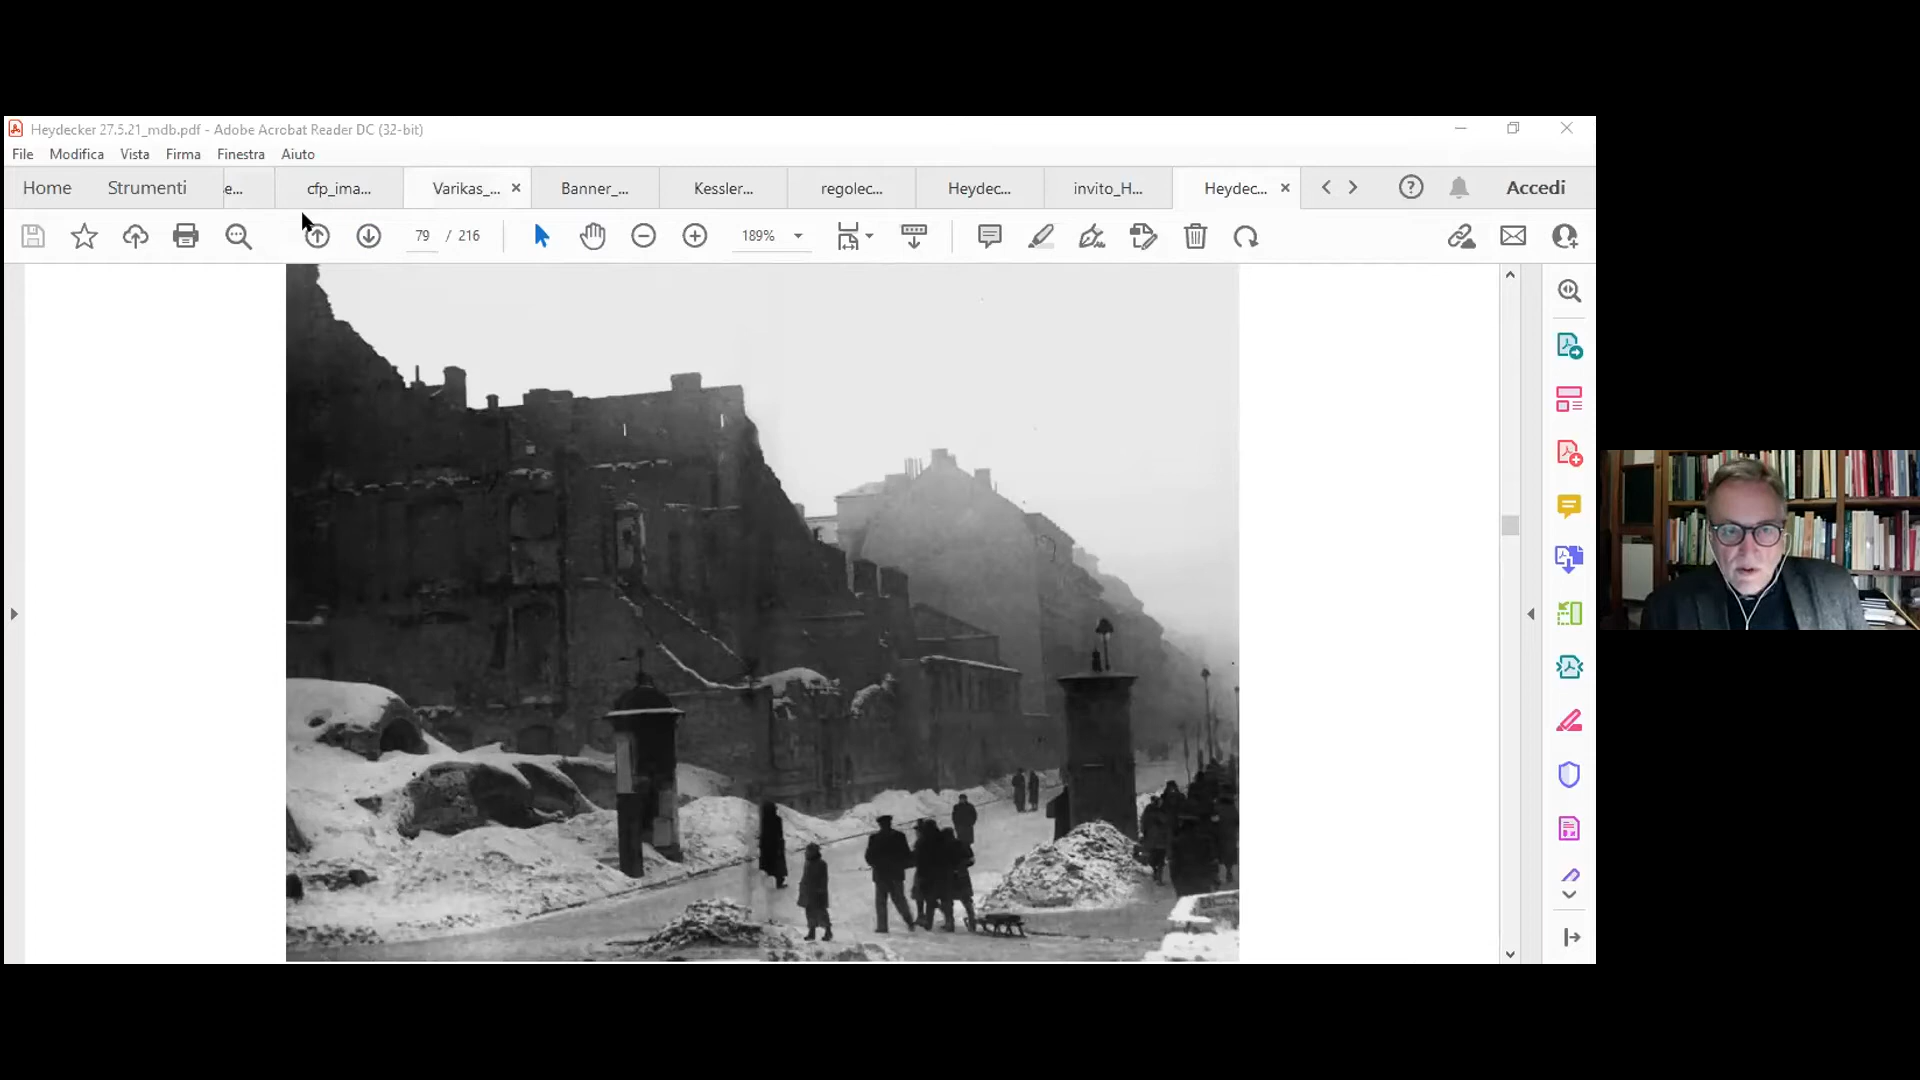 Heydecker 27.5.21_mdb.pdf - Adobe Acrobat Reader DC (32-bit)
File Modifica Vista Firma Finestra Aiuto
Home Strumenti e... cfp_ima... Varikas_... Banner_... Kessler... regolec... Heydec... invito_H... Heydec... Accedi
79 / 216 189%